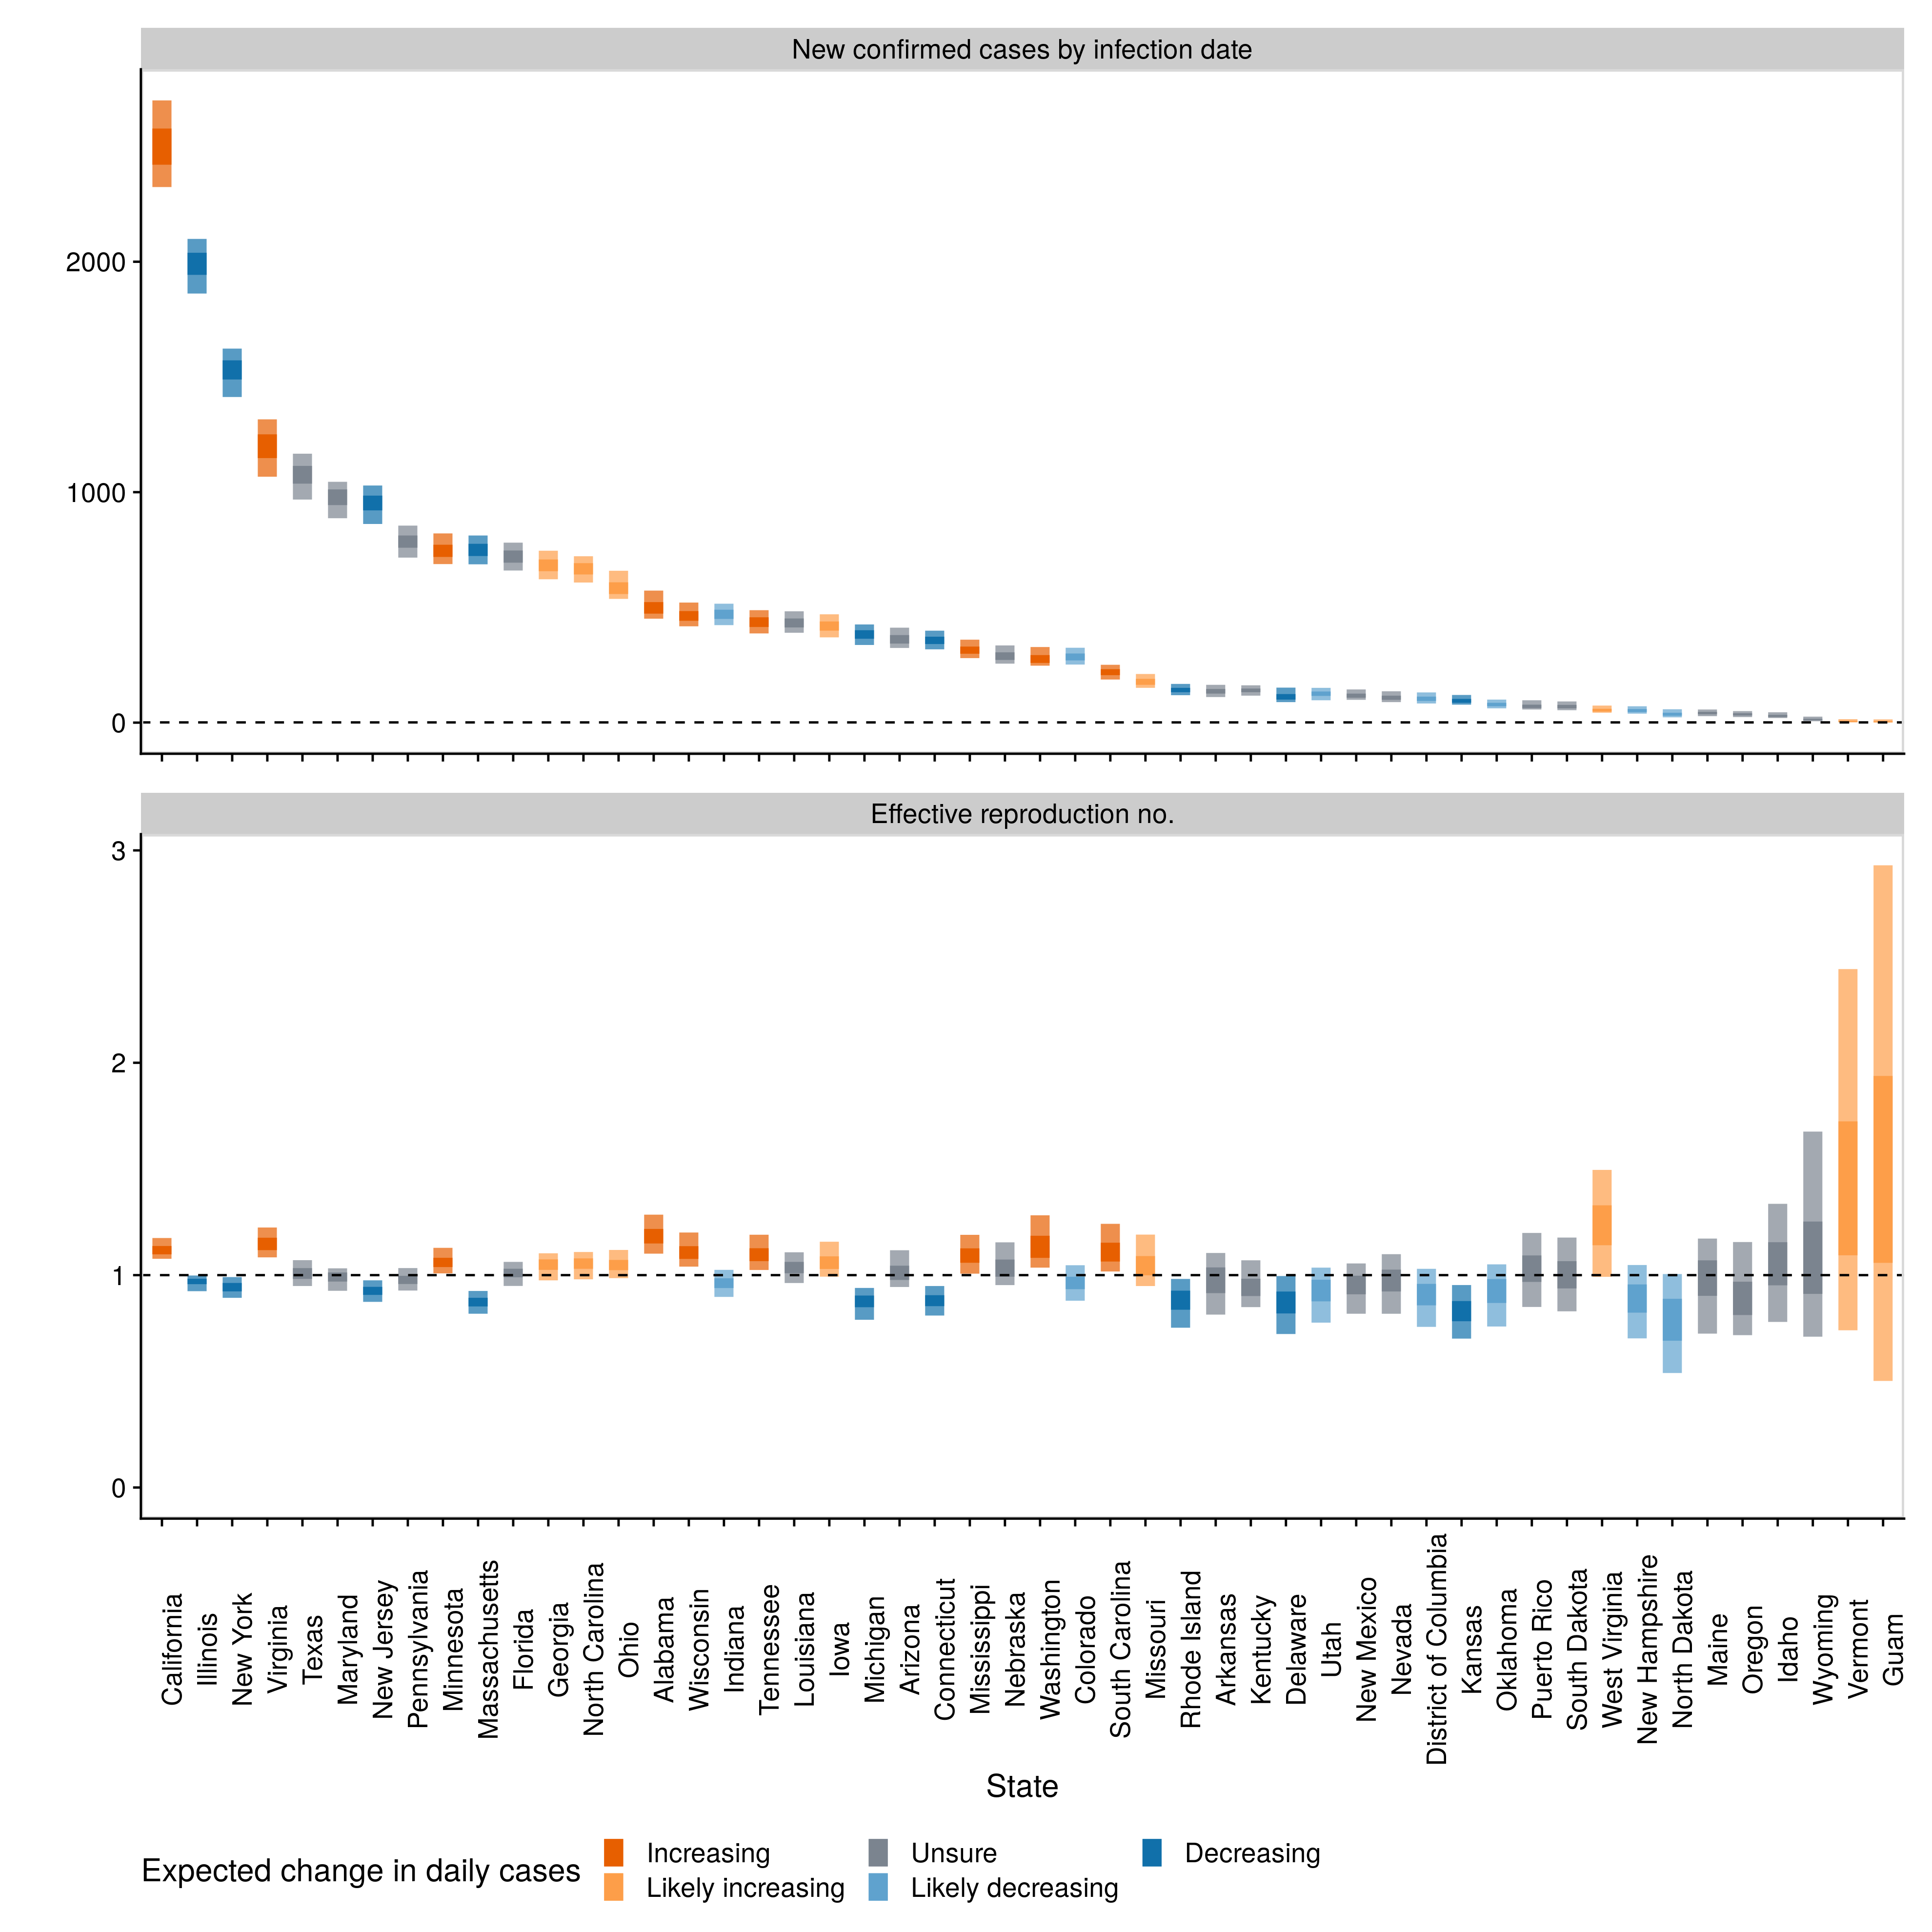 New confirmed cases by infection date
2000
1000
0
Effective reproduction no.
3
2
1
0
California
Illinois
New York
Virginia
Texas
Maryland
New Jersey
Pennsylvania
Minnesota
Massachusetts
Florida
Georgia
North Carolina
Ohio
Alabama
Wisconsin
Indiana
Tennessee
Louisiana
Iowa
Michigan
Arizona
Connecticut
Mississippi
Nebraska
Washington
Colorado
South Carolina
Missouri
Rhode Island
Arkansas
Kentucky
Delaware
Utah
New Mexico
Nevada
District of Columbia
Kansas
Oklahoma
Puerto Rico
South Dakota
West Virginia
New Hampshire
North Dakota
Maine
Oregon
Idaho
Wyoming
Vermont
Guam
State
Expected change in daily cases
Increasing
Unsure
Decreasing
Likely increasing
Likely decreasing